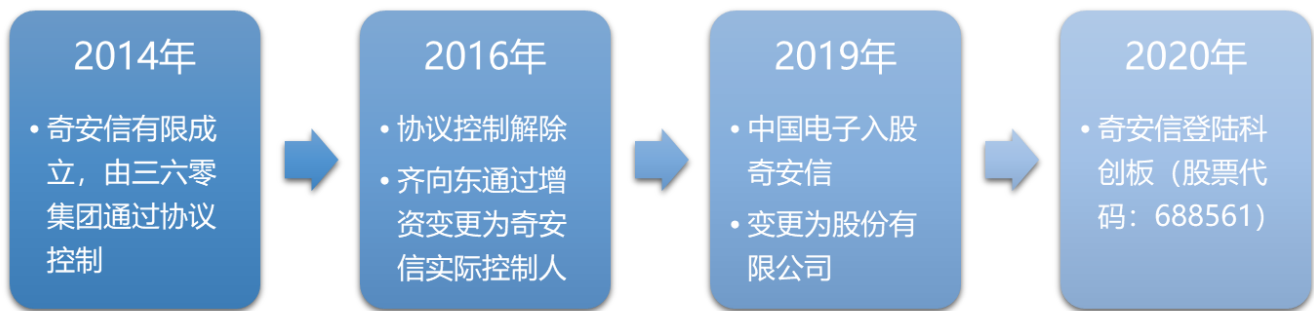 2014年
• 奇安信有限成
立，由三六零
集团通过协议
控制
2016年
• 协议控制解除
• 齐向东通过增
资变更为奇安
信实际控制人
2019年
• 中国电子入股
奇安信
• 变更为股份有
限公司
2020年
• 奇安信登陆科
创板（股票代
码：688561）